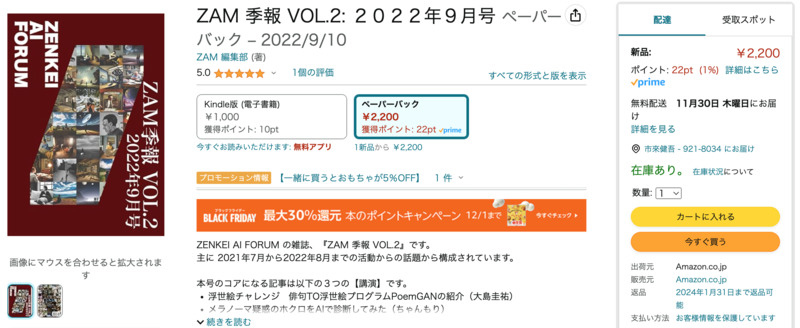 ZENKEI
AI
FORUM
ZAM季報 VOL.2
2022年9月号
画像にマウスを合わせると拡大されま
す
ZAM 季報 VOL.2: ２０２２年９月号 ペーパー
バック – 2022/9/10
ZAM 編集部 (著)
5.0 1個の評価
すべての形式と版を表示
Kindle版 (電子書籍)
￥1,000
獲得ポイント: 10pt
ペーパーバック
￥2,200
獲得ポイント: 22pt prime
今すぐお読みいただけます: 無料アプリ
1新品から ￥2,200
プロモーション情報 【一緒に買うとおもちゃが5%OFF】 1 件
ブラックフライデー
BLACK FRIDAY 最大30%還元 本のポイントキャンペーン 12/1まで 今すぐチェック
ZENKEI AI FORUM の雑誌、『ZAM 季報 VOL.2』です。
主に 2021年7月から2022年8月までの活動からの話題から構成されています。
本号のコアになる記事は以下の３つの【講演】です。
• 浮世絵チャレンジ 俳句TO浮世絵プログラムPoemGANの紹介（大島圭祐）
• メラノーマ疑惑のホクロをAIで診断してみた（ちゃんもり）
続きを読む
配達 受取スポット
新品: ￥2,200
ポイント: 22pt (1%) 詳細はこちら
prime
無料配送 11月30日 木曜日にお届
け
詳細を見る
市來健吾 - 921-8034 にお届け
在庫あり。 在庫状況について
数量: 1
カートに入れる
今すぐ買う
出荷元 Amazon.co.jp
販売元 Amazon.co.jp
返品 2024年1月31日まで返品可
能
支払い方法 お客様情報を保護しています